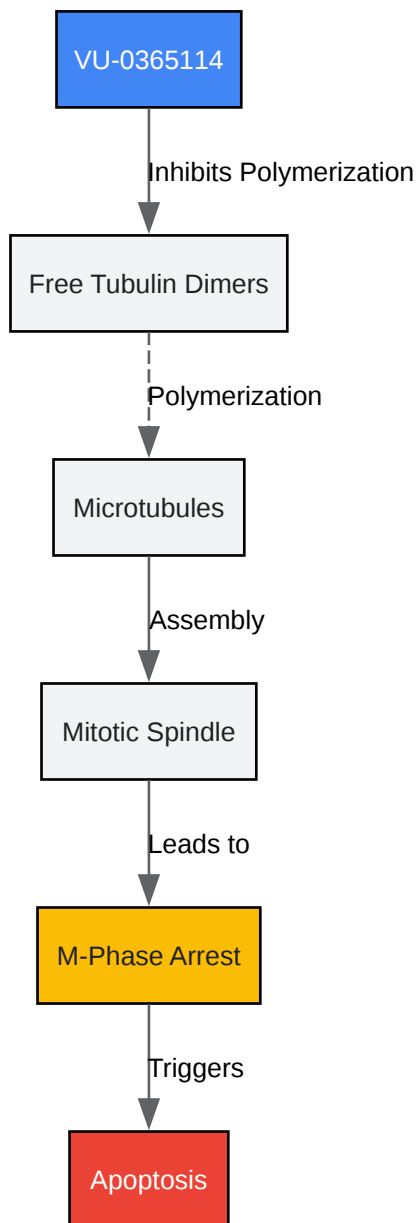 VU-0365114
Inhibits Polymerization
Free Tubulin Dimers
Polymerization
Microtubules
Assembly
Mitotic Spindle
Leads to
M-Phase Arrest
Triggers
Apoptosis